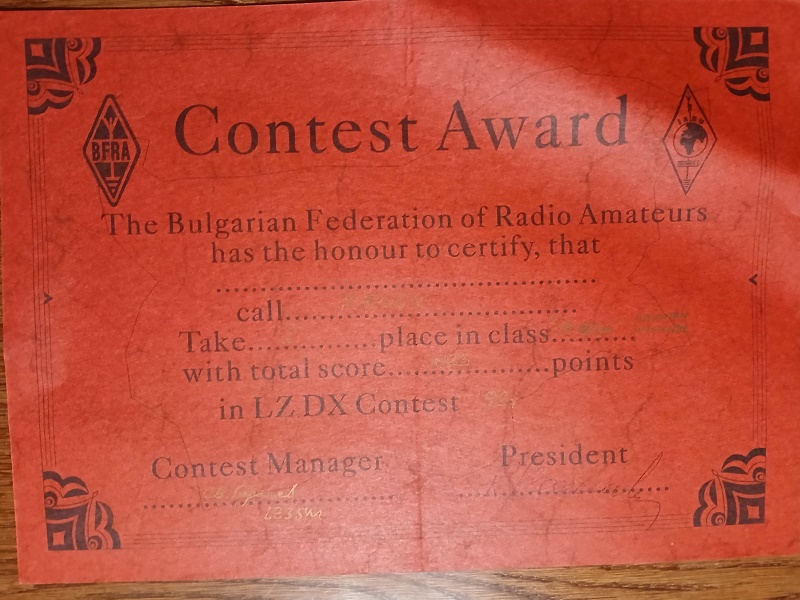 Contest Award
BFRA
The Bulgarian Federation of Radio Amateurs
has the honour to certify, that
..........................................................
call............................................
Take...............place in class..........
with total score....................points
in LZ DX Contest
Contest Manager
President